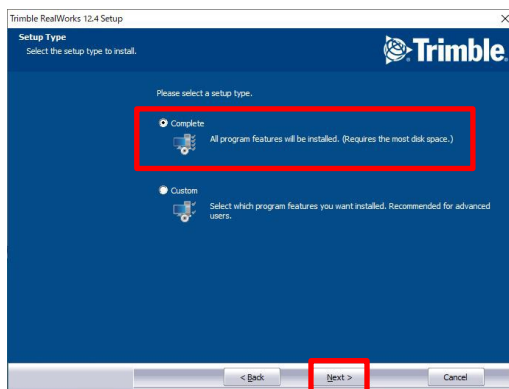 Trimble RealWorks 12.4 Setup
Setup Type
Select the setup type to install.
Trimble.
Please select a setup type.
Complete
All program features will be installed. (Requires the most disk space.)
Custom
Select which program features you want installed. Recommended for advanced
users.
< Back
Next >
Cancel